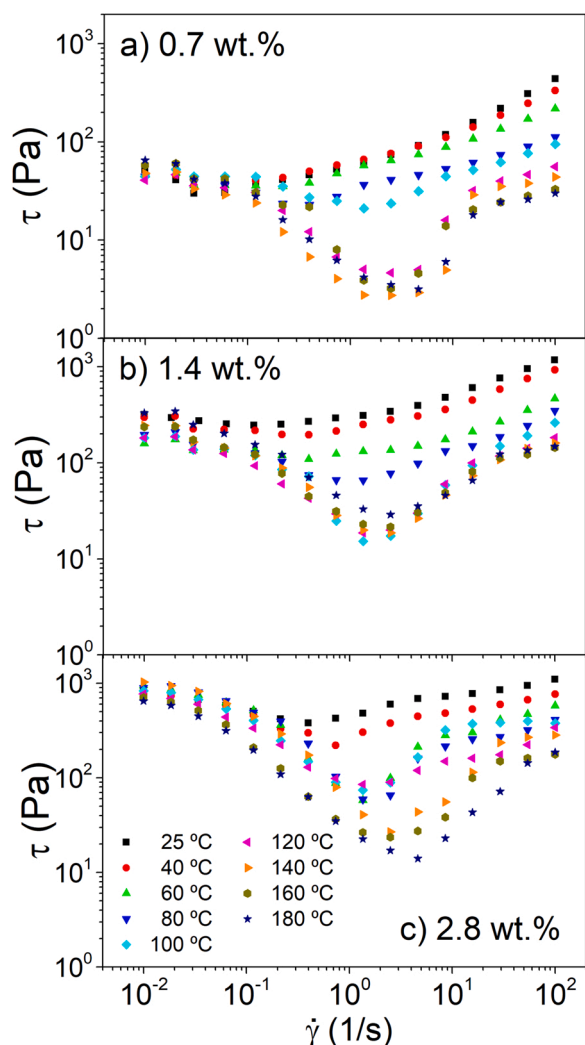 10³
a) 0.7 wt.%
10²
τ (Pa)
10¹
10⁰
10³
b) 1.4 wt.%
10²
τ (Pa)
10¹
10⁰
10³
10²
τ (Pa)
25 ºC
120 ºC
40 ºC
140 ºC
10¹
60 ºC
160 ºC
80 ºC
180 ºC
100 ºC
c) 2.8 wt.%
10⁰
10⁻² 10⁻¹ 10⁰ 10¹ 10²
γ̇ (1/s)